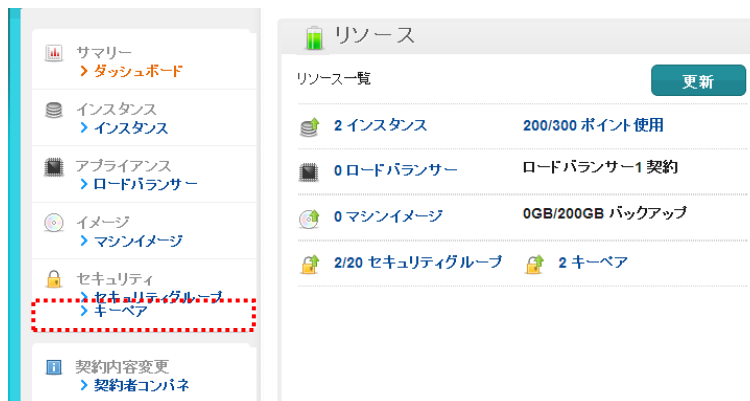 サマリー
ダッシュボード
インスタンス
インスタンス
アプライアンス
ロードバランサー
イメージ
マシンイメージ
セキュリティ
セキュリティグループ
キーペア
契約内容変更
契約者コンパネ
リソース
リソース一覧
更新
2 インスタンス 200/300 ポイント使用
0 ロードバランサー ロードバランサー1 契約
0 マシンイメージ 0GB/200GB バックアップ
2/20 セキュリティグループ 2 キーペア